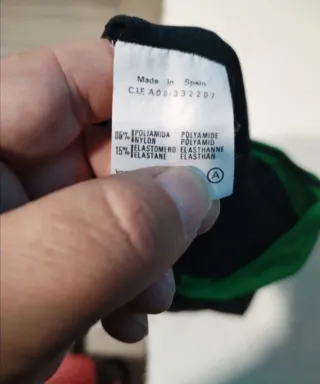 Made in Spain
C.I.F. A08-332207
85% POLIAMIDA POLYAMIDE
NYLON POLYAMID
15% ELASTOMERO ELASTHANNE
ELASTANE ELASTHAN
A